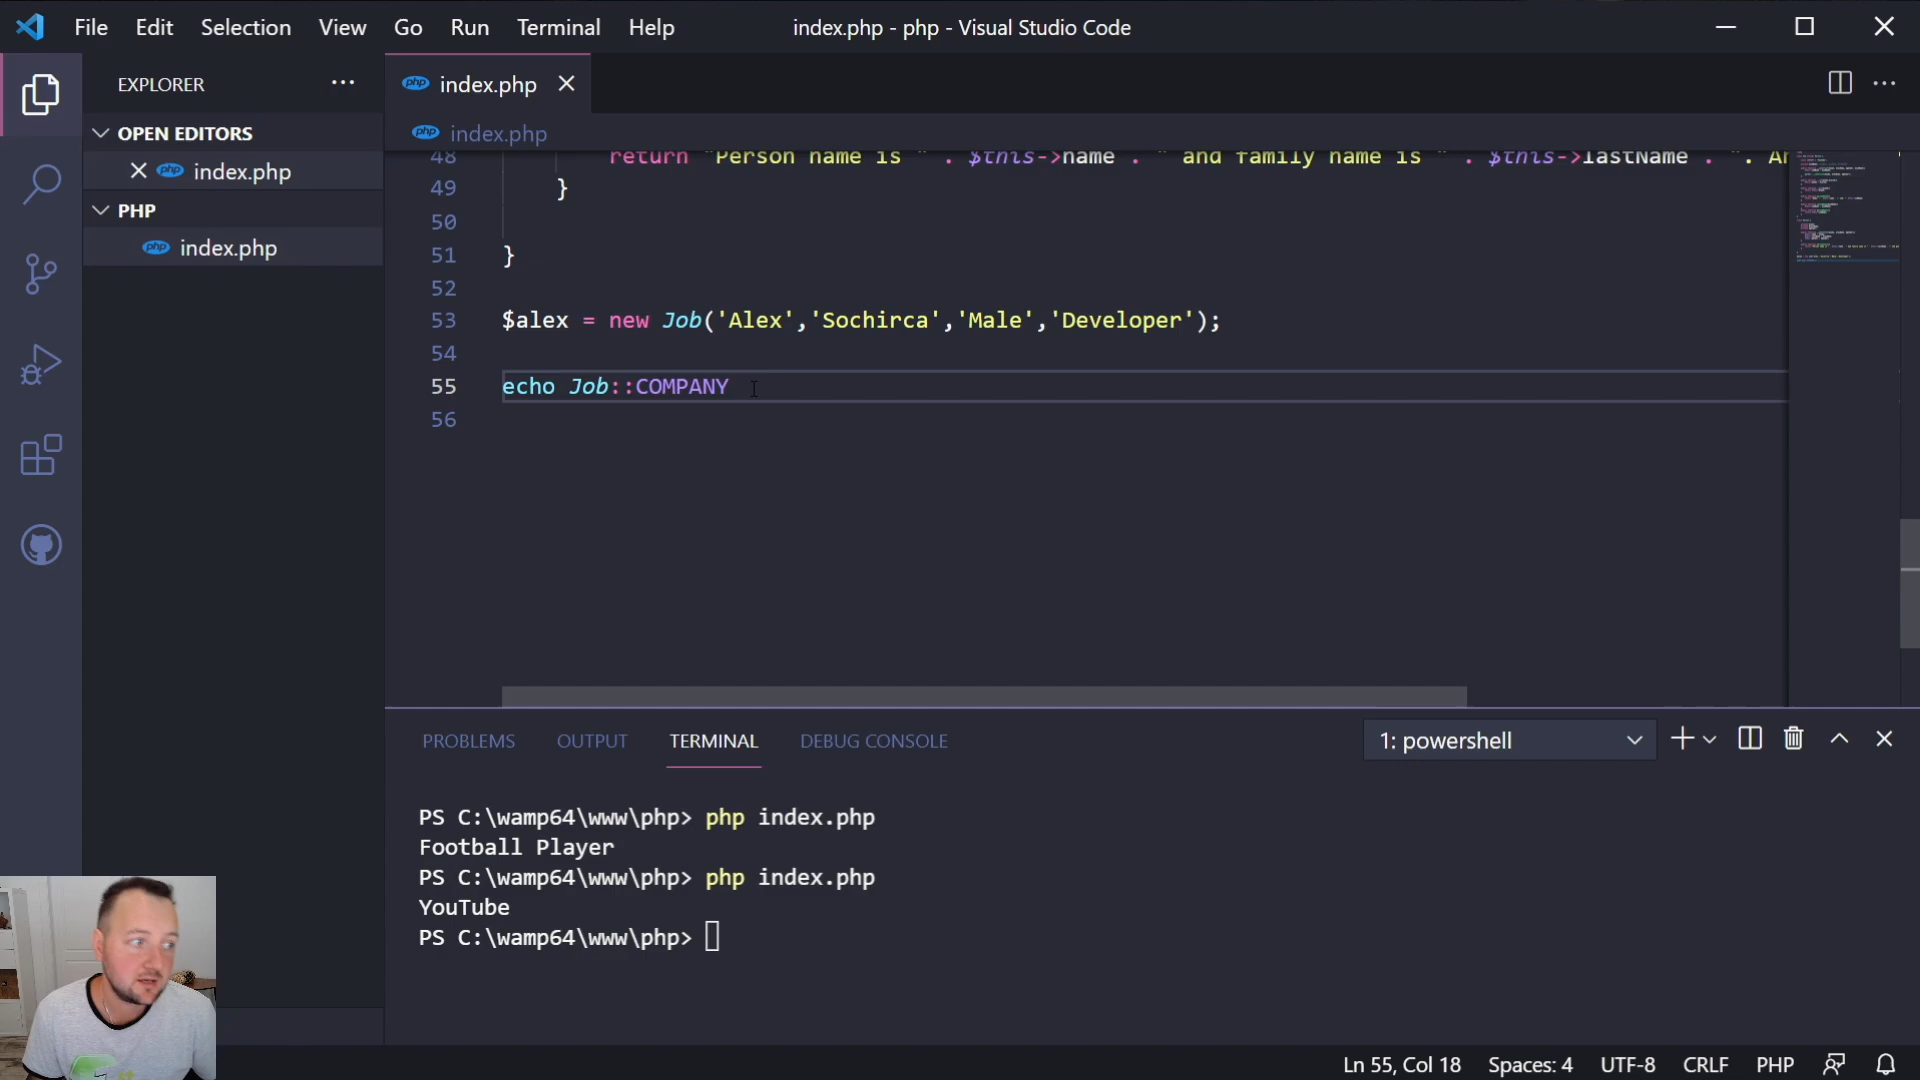 File Edit Selection View Go Run Terminal Help
index.php - php - Visual Studio Code
EXPLORER
OPEN EDITORS
php index.php
PHP
php index.php
php index.php
php index.php
48 return "Person name is " . $this->name . " and family name is " . $this->lastName . ". An
49 }
50
51 }
52
53 $alex = new Job('Alex','Sochirca','Male','Developer');
54
55 echo Job::COMPANY
56
PROBLEMS OUTPUT TERMINAL DEBUG CONSOLE
1: powershell
PS C:\wamp64\www\php> php index.php
Football Player
PS C:\wamp64\www\php> php index.php
YouTube
PS C:\wamp64\www\php>
Ln 55, Col 18 Spaces: 4 UTF-8 CRLF PHP